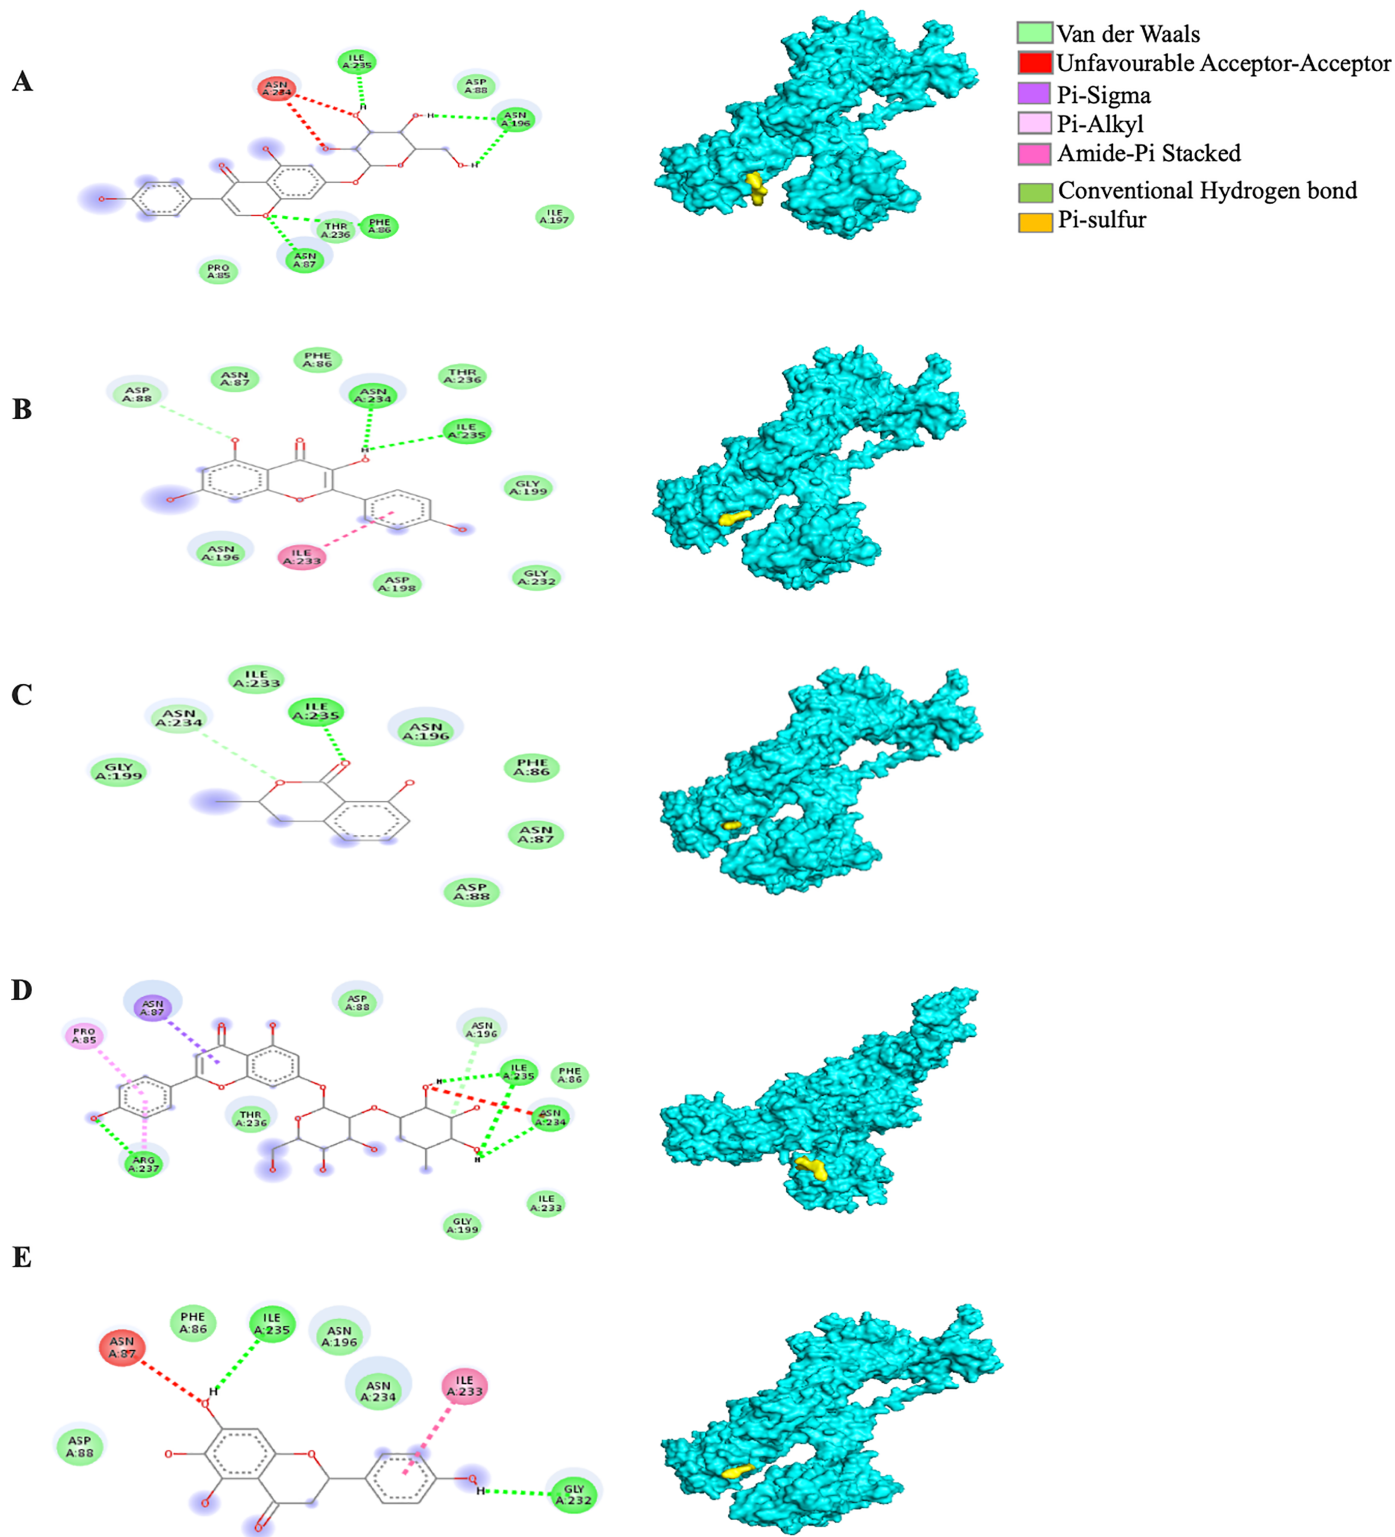 A
ILE
A:235
ASN
A:234
ASP
A:88
ASN
A:196
H
O
H
O
O
O
O
O
O
O
H
O
O
THR
A:236
PHE
A:86
ILE
A:197
ASN
A:87
PRO
A:85
Van der Waals
Unfavourable Acceptor-Acceptor
Pi-Sigma
Pi-Alkyl
Amide-Pi Stacked
Conventional Hydrogen bond
Pi-sulfur
B
PHE
A:86
ASN
A:87
ASP
A:88
ASN
A:234
THR
A:236
ILE
A:235
O
O
H
O
O
O
O
GLY
A:199
ASN
A:196
ILE
A:233
ASP
A:198
GLY
A:232
C
ILE
A:233
ASN
A:234
ILE
A:235
ASN
A:196
GLY
A:199
PHE
A:86
O
O
O
ASN
A:87
ASP
A:88
D
ASN
A:87
ASP
A:88
PRO
A:85
ASN
A:196
O
O
ILE
A:235
PHE
A:86
H
O
O
O
O
O
O
THR
A:236
ASN
A:234
O
O
O
O
O
H
ARG
A:237
ILE
A:233
GLY
A:199
E
PHE
A:86
ILE
A:235
ASN
A:196
ASN
A:87
ASN
A:234
ILE
A:233
H
O
ASP
A:88
O
O
O
H
O
O
GLY
A:232